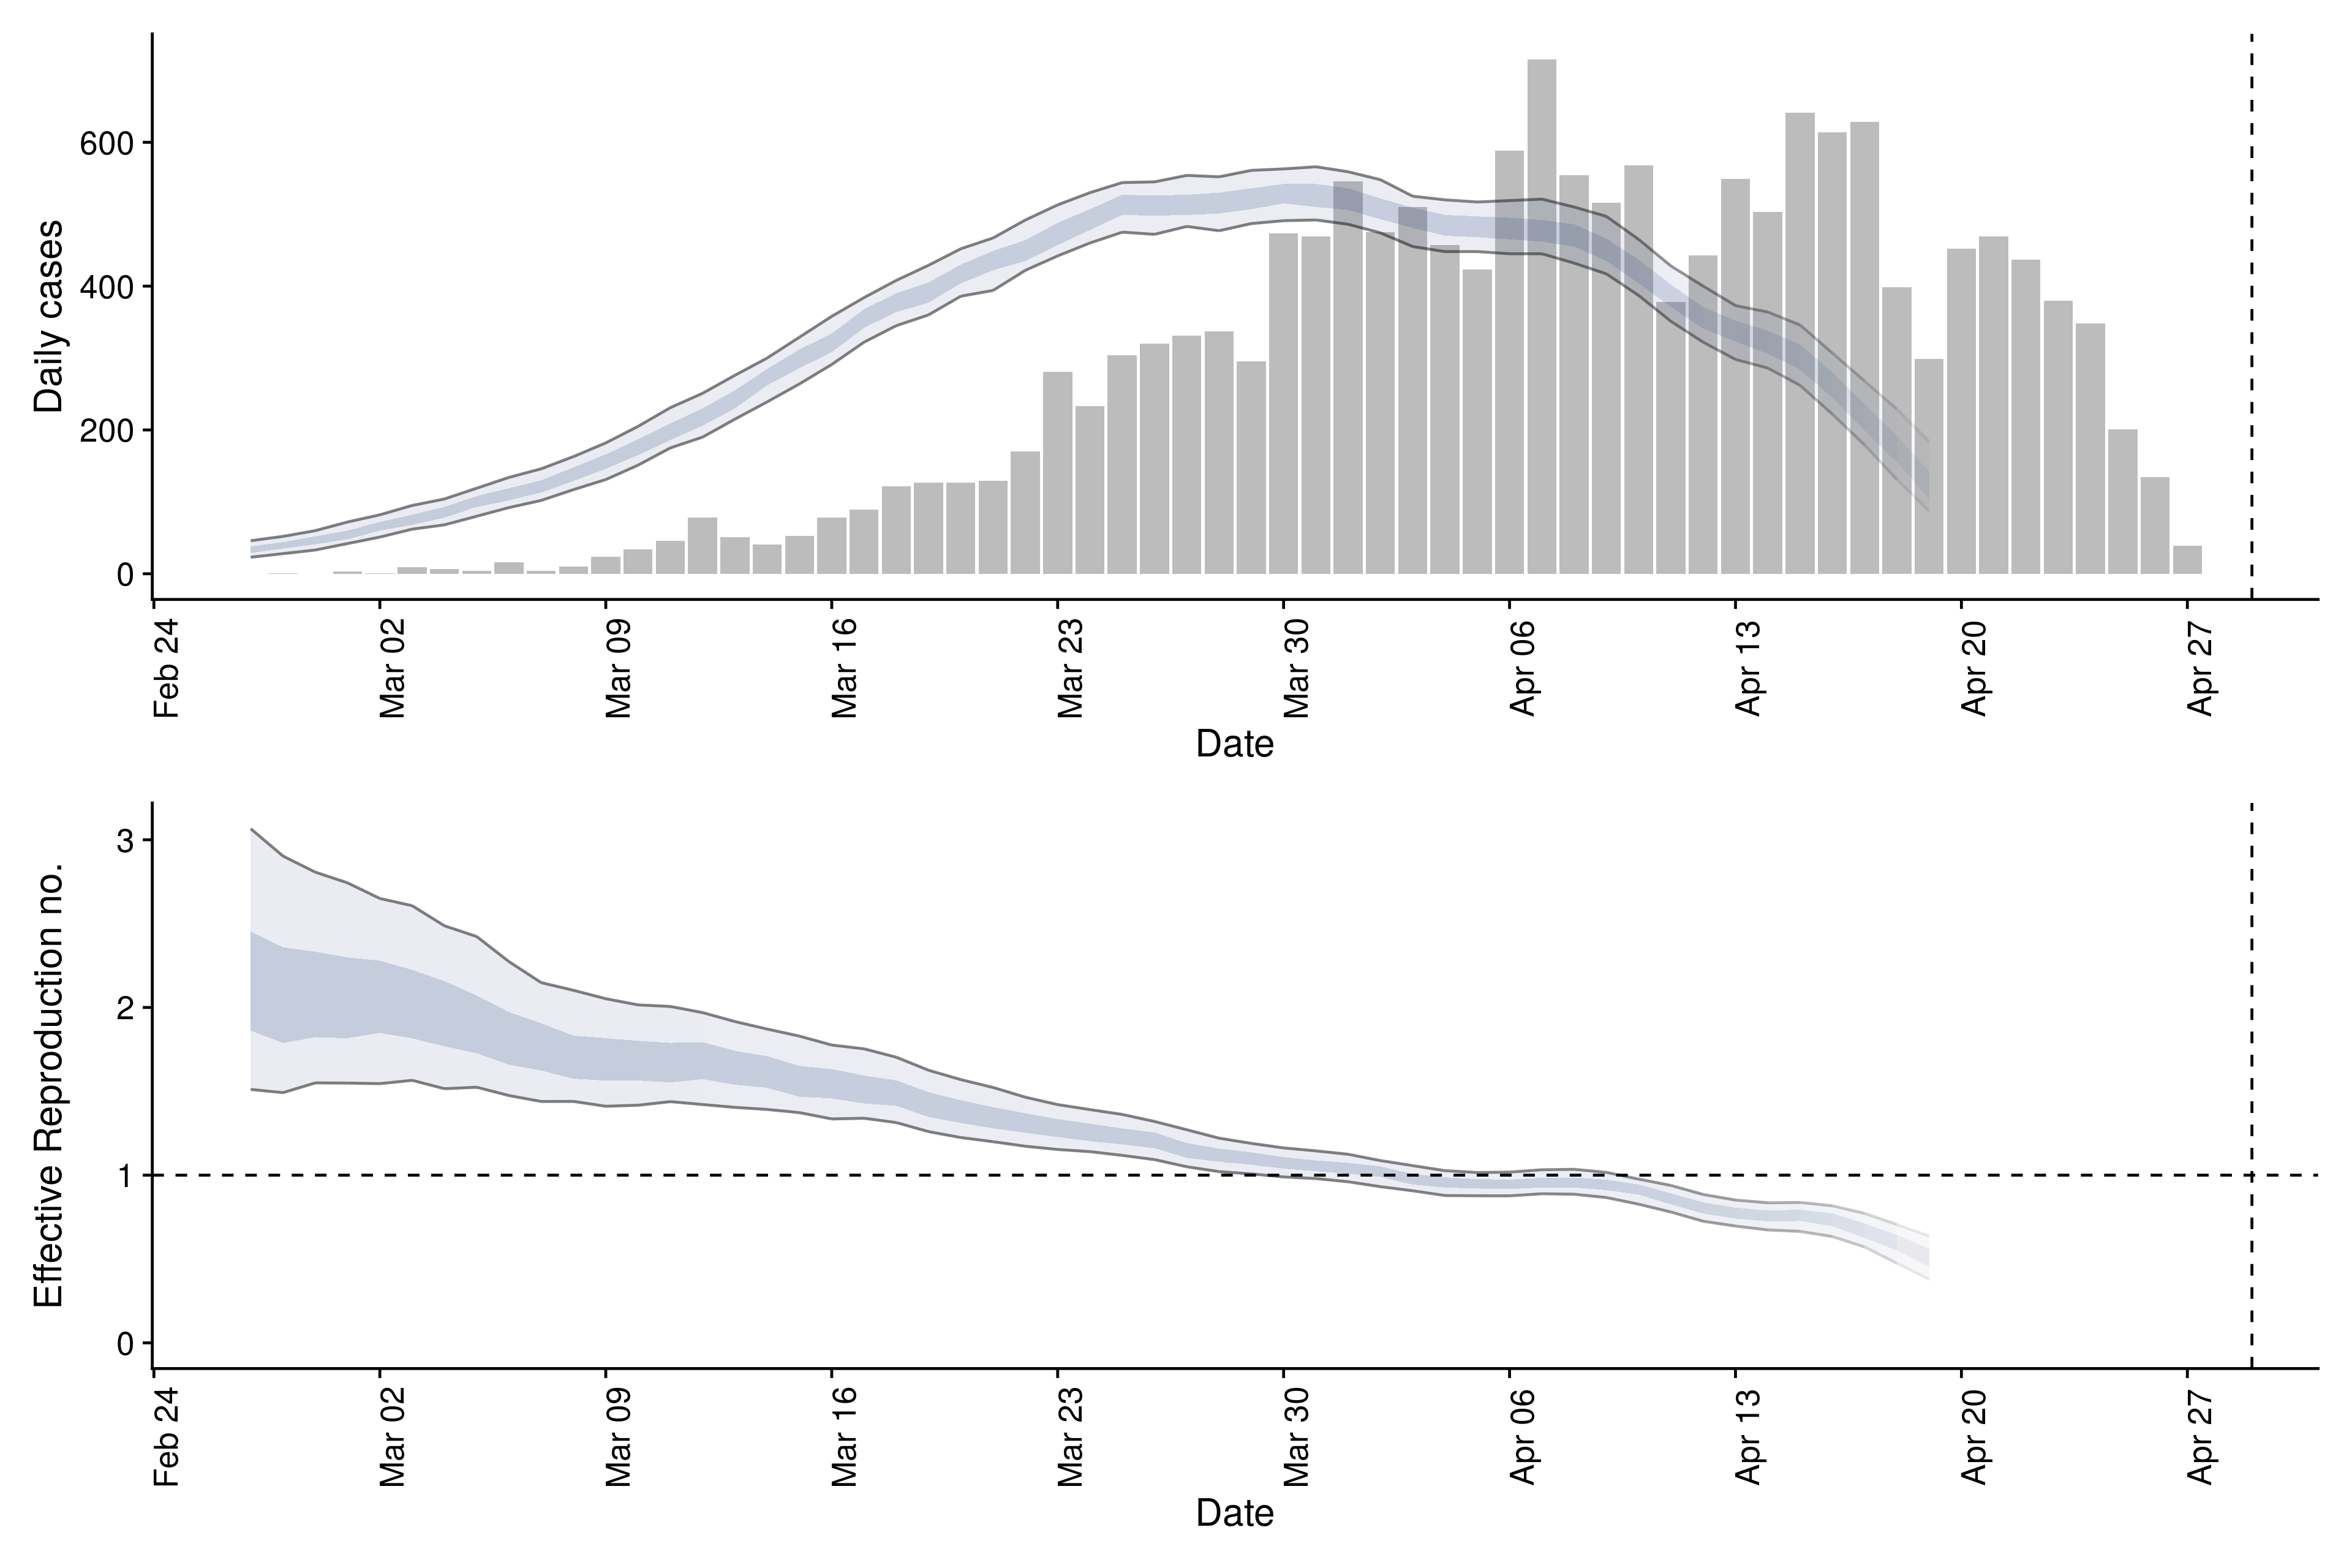 Daily cases
600
400
200
0
Feb 24
Mar 02
Mar 09
Mar 16
Mar 23
Mar 30
Apr 06
Apr 13
Apr 20
Apr 27
Date
Effective Reproduction no.
3
2
1
0
Feb 24
Mar 02
Mar 09
Mar 16
Mar 23
Mar 30
Apr 06
Apr 13
Apr 20
Apr 27
Date